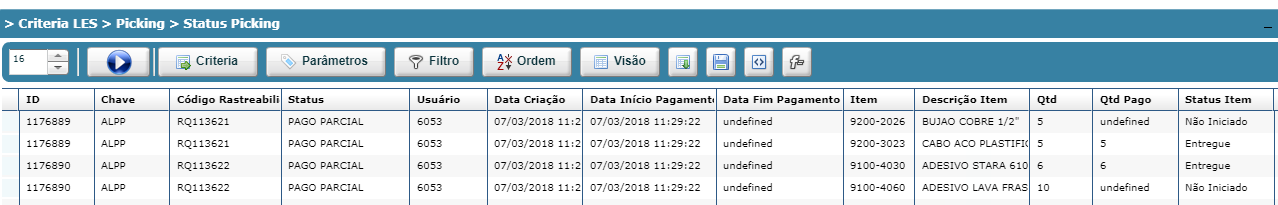 > Criteria LES > Picking > Status Picking
16 Criteria Parâmetros Filtro Ordem Visão
ID Chave Código Rastreabili Status Usuário Data Criação Data Início Pagament Data Fim Pagamento Item Descrição Item Qtd Qtd Pago Status Item
1176889 ALPP RQ113621 PAGO PARCIAL 6053 07/03/2018 11:2 07/03/2018 11:29:22 undefined 9200-2026 BUJAO COBRE 1/2" 5 undefined Não Iniciado
1176889 ALPP RQ113621 PAGO PARCIAL 6053 07/03/2018 11:2 07/03/2018 11:29:22 undefined 9200-3023 CABO ACO PLASTIFI 5 5 Entregue
1176890 ALPP RQ113622 PAGO PARCIAL 6053 07/03/2018 11:2 07/03/2018 11:29:22 undefined 9100-4030 ADESIVO STARA 610 6 6 Entregue
1176890 ALPP RQ113622 PAGO PARCIAL 6053 07/03/2018 11:2 07/03/2018 11:29:22 undefined 9100-4060 ADESIVO LAVA FRAS 10 undefined Não Iniciado